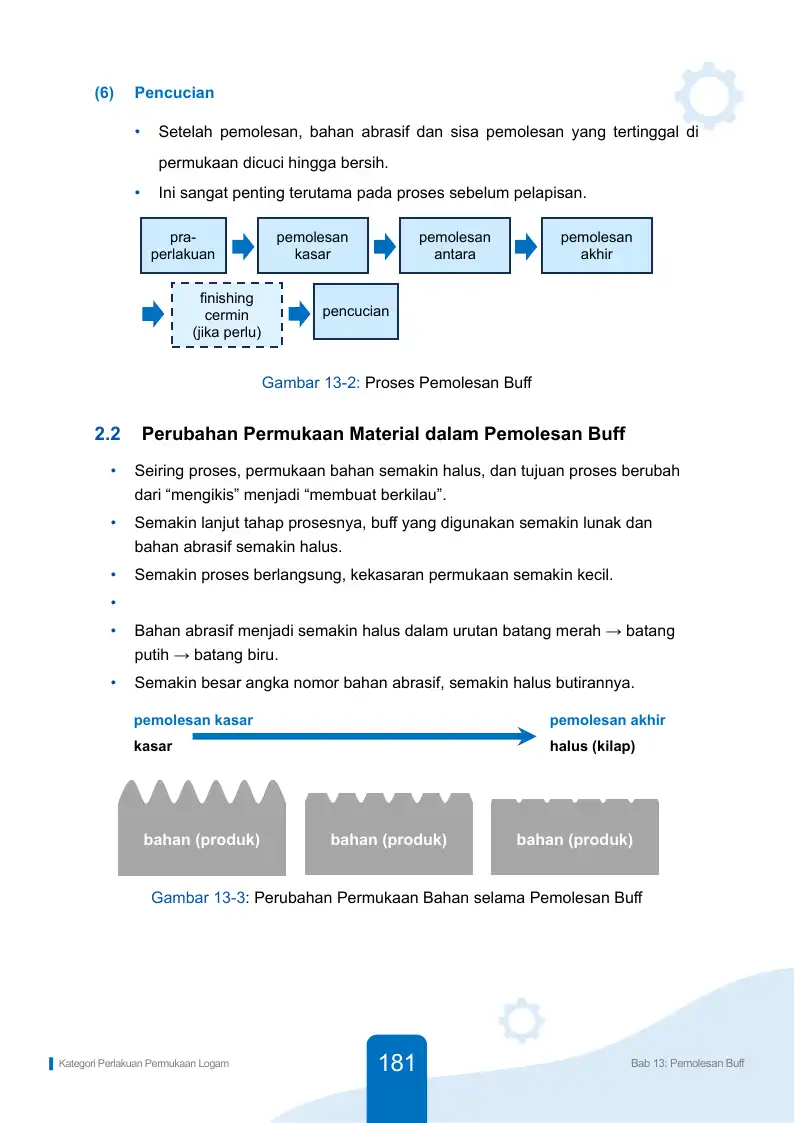 (6) Pencucian
• Setelah pemolesan, bahan abrasif dan sisa pemolesan yang tertinggal di
permukaan dicuci hingga bersih.
• Ini sangat penting terutama pada proses sebelum pelapisan.
pra-
perlakuan
pemolesan
kasar
pemolesan
antara
pemolesan
akhir
finishing
cermin
(jika perlu)
pencucian
Gambar 13-2: Proses Pemolesan Buff
2.2 Perubahan Permukaan Material dalam Pemolesan Buff
• Seiring proses, permukaan bahan semakin halus, dan tujuan proses berubah
dari “mengikis” menjadi “membuat berkilau”.
• Semakin lanjut tahap prosesnya, buff yang digunakan semakin lunak dan
bahan abrasif semakin halus.
• Semakin proses berlangsung, kekasaran permukaan semakin kecil.
•
• Bahan abrasif menjadi semakin halus dalam urutan batang merah → batang
putih → batang biru.
• Semakin besar angka nomor bahan abrasif, semakin halus butirannya.
pemolesan kasar
pemolesan akhir
kasar
halus (kilap)
bahan (produk)
bahan (produk)
bahan (produk)
Gambar 13-3: Perubahan Permukaan Bahan selama Pemolesan Buff
Kategori Perlakuan Permukaan Logam
181
Bab 13: Pemolesan Buff